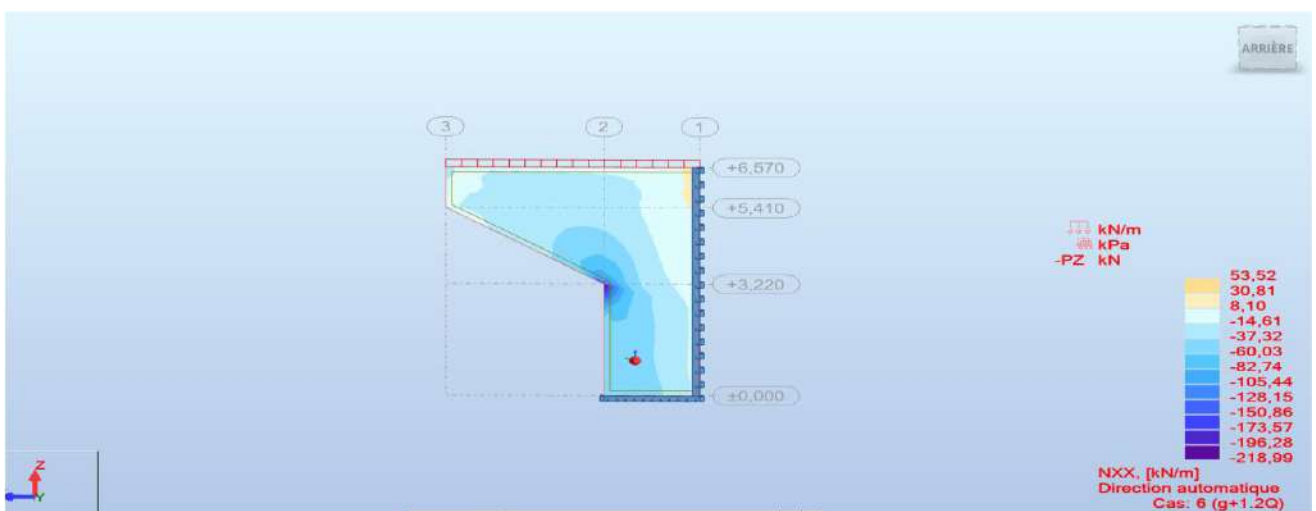 ARRIÈRE
3
2
1
+6,570
+5,410
+3,220
±0,000
kN/m
kPa
-PZ kN
53,52
30,81
8,10
-14,61
-37,32
-60,03
-82,74
-105,44
-128,15
-150,86
-173,57
-196,28
-218,99
NXX, [kN/m]
Direction automatique
Cas: 6 (g+1.2Q)
Z
Y